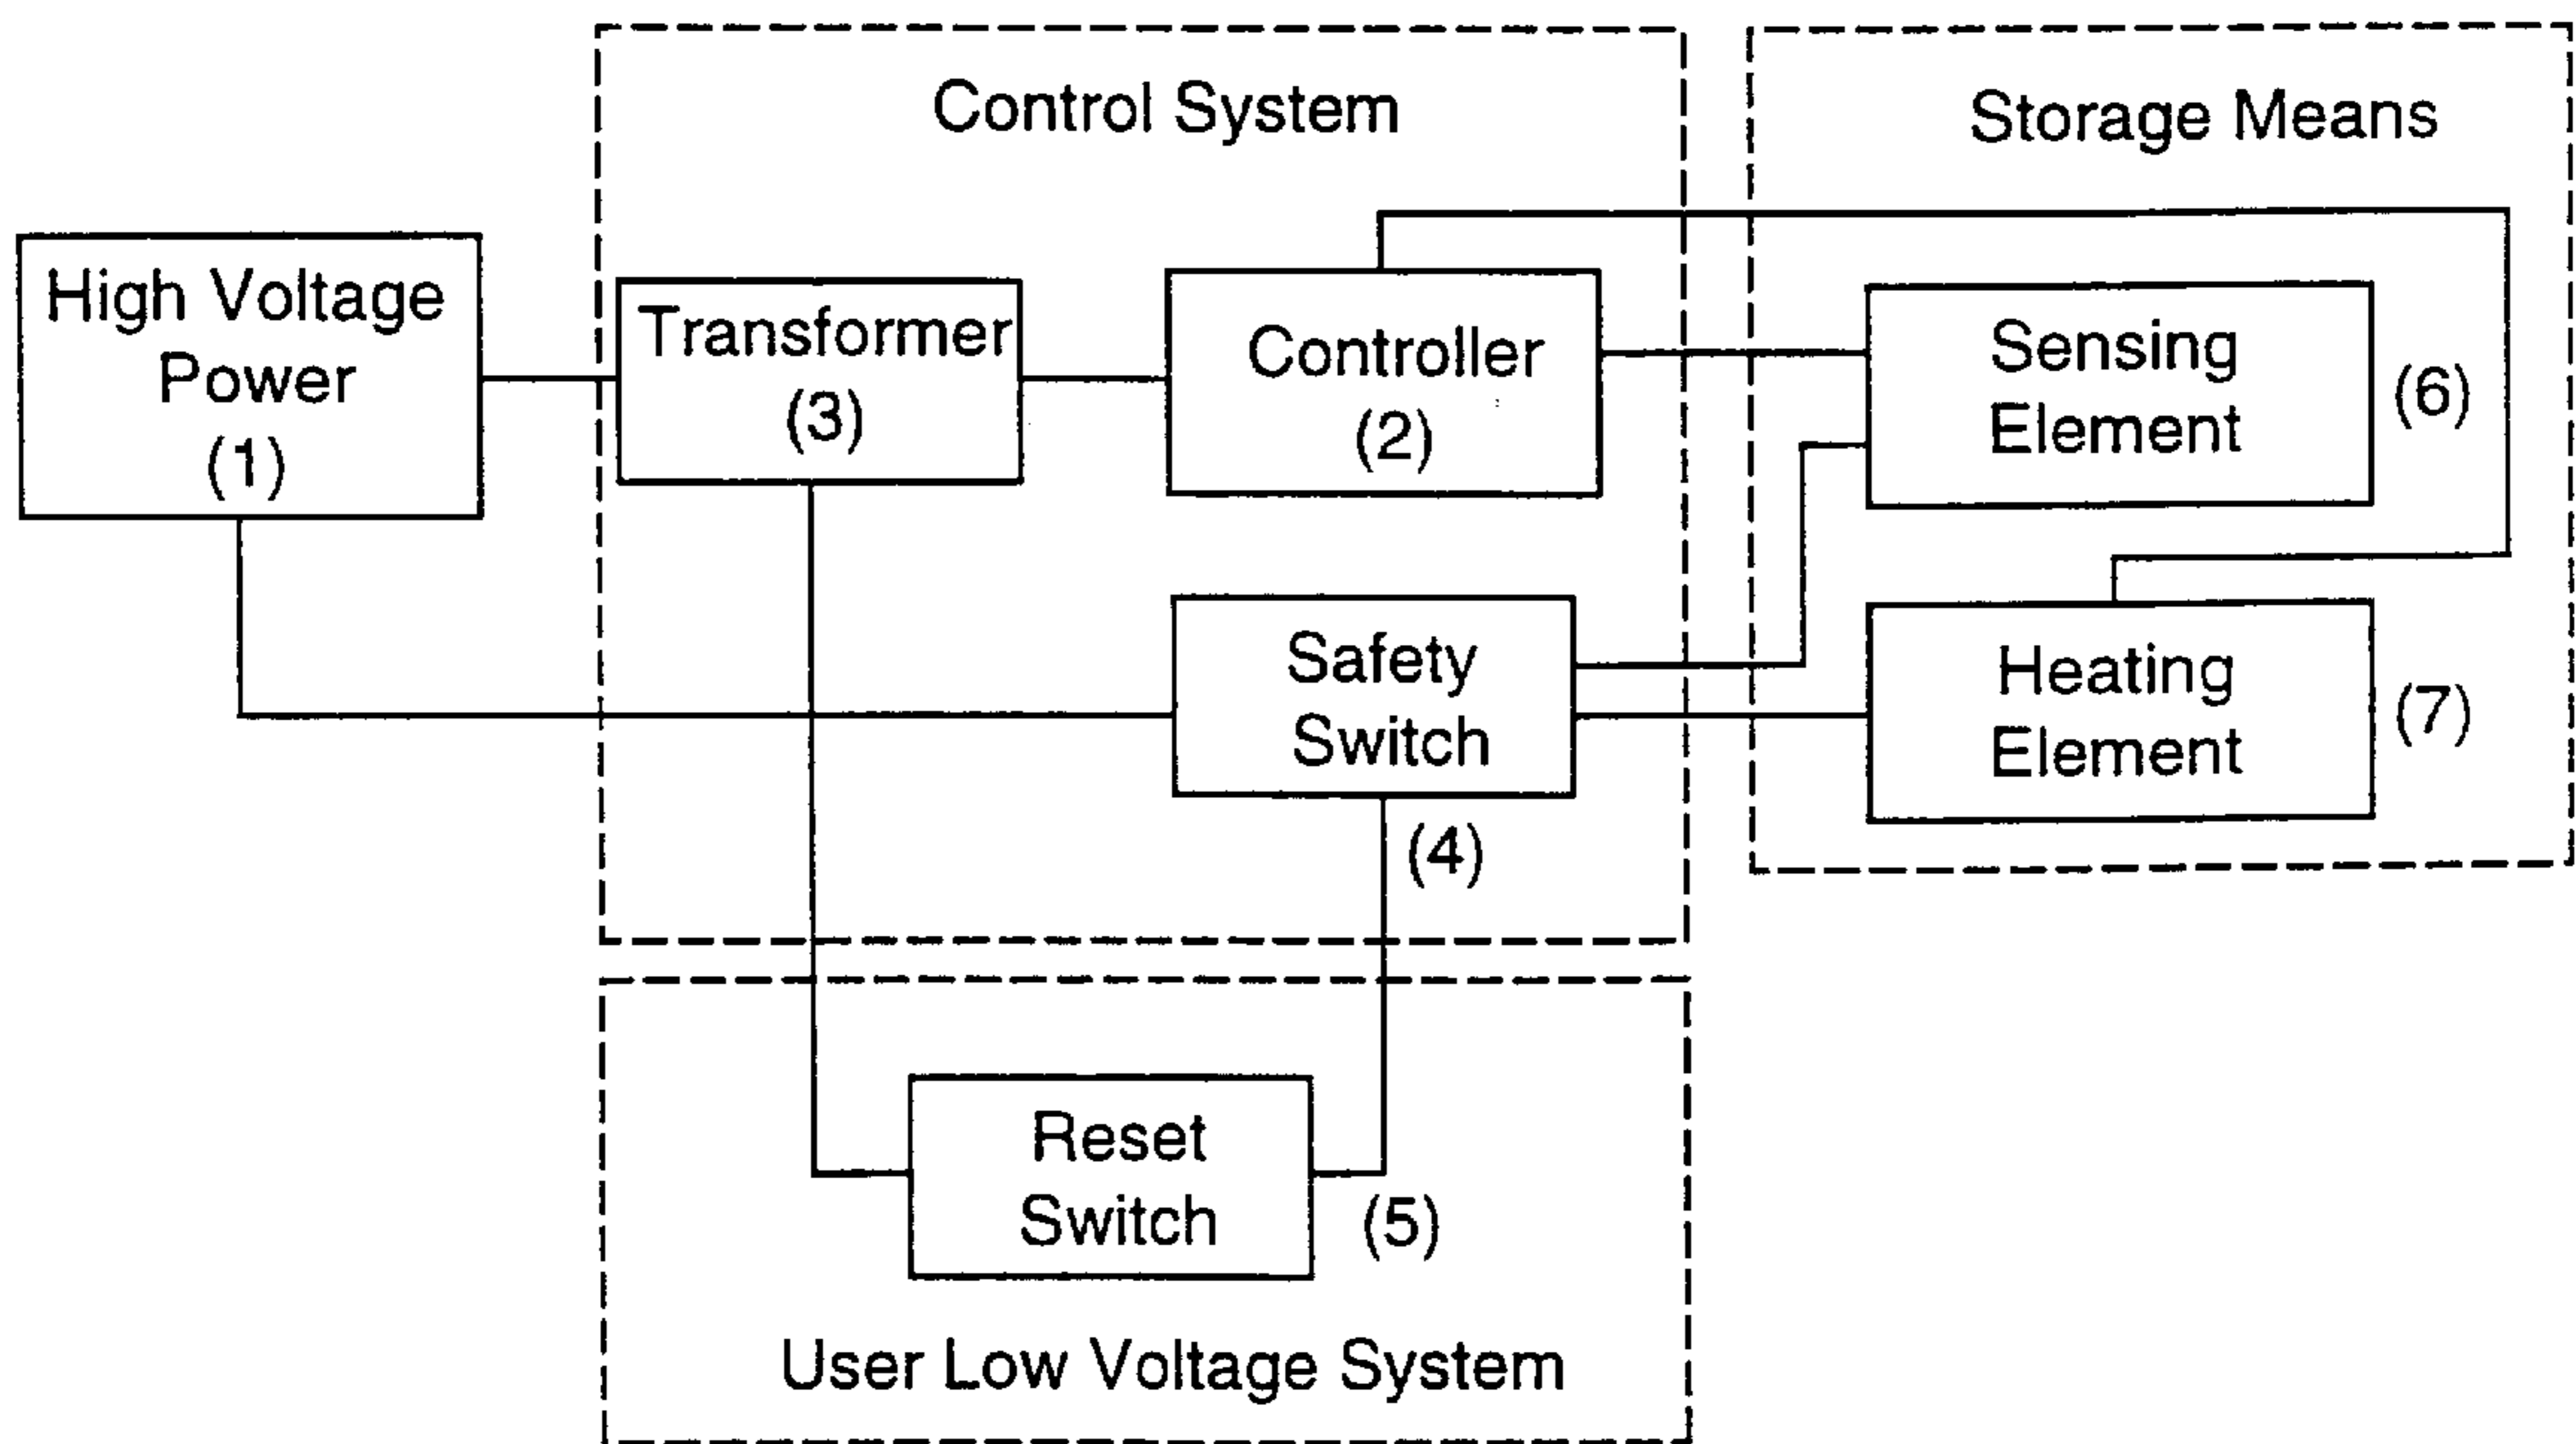 Control System
Storage Means
High Voltage
Power
(1)
Transformer
(3)
Controller
(2)
Sensing
Element
(6)
Safety
Switch
(4)
Heating
Element
(7)
Reset
Switch
(5)
User Low Voltage System